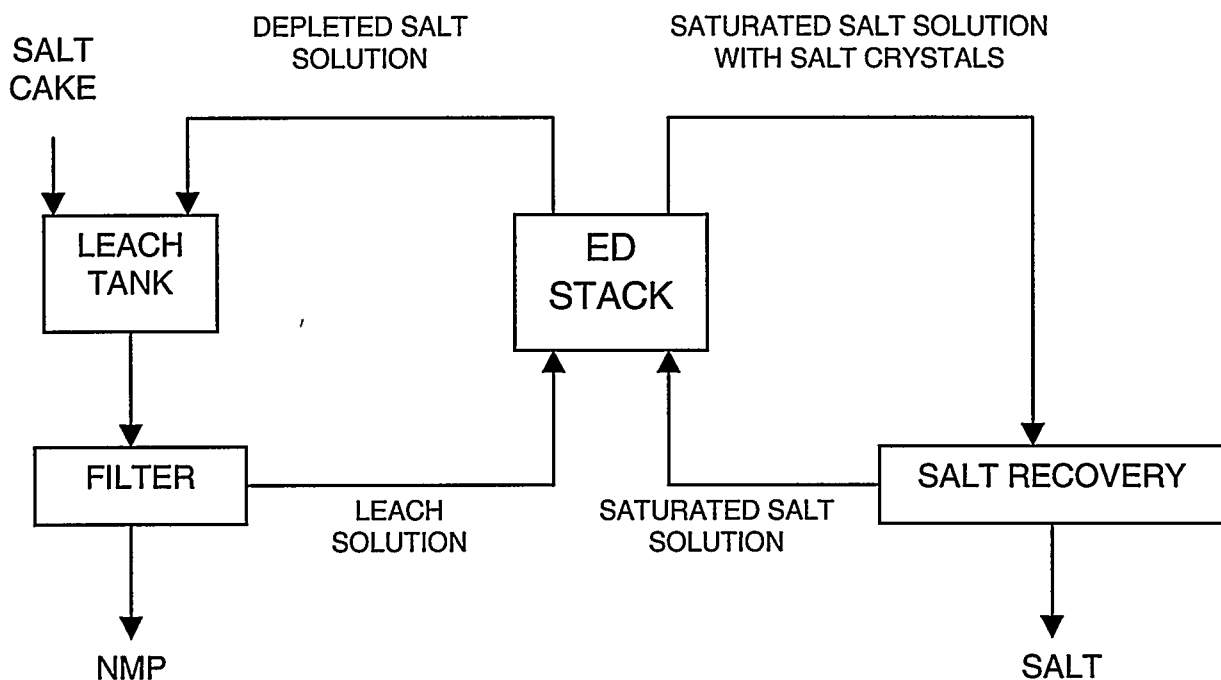 DEPLETED SALT
SOLUTION
SATURATED SALT SOLUTION
WITH SALT CRYSTALS
SALT
CAKE
LEACH
TANK
ED
STACK
FILTER
SALT RECOVERY
LEACH
SOLUTION
SATURATED SALT
SOLUTION
NMP
SALT